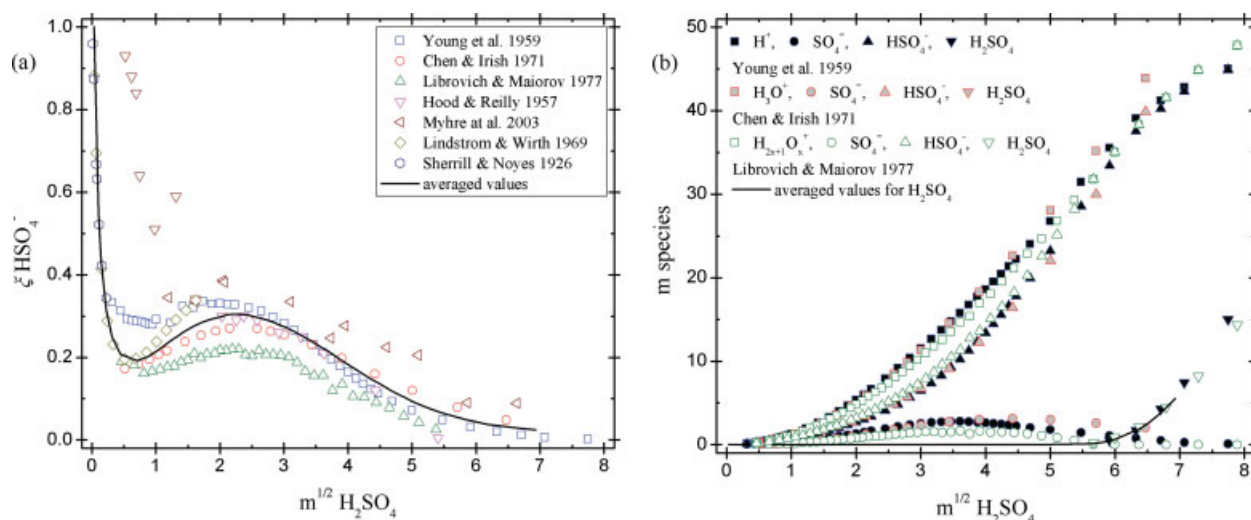 (a)
ξ HSO₄⁻
1.0
0.8
0.6
0.4
0.2
0.0
Young et al. 1959
Chen & Irish 1971
Librovich & Maiorov 1977
Hood & Reilly 1957
Myhre at al. 2003
Lindstrom & Wirth 1969
Sherrill & Noyes 1926
averaged values
0 1 2 3 4 5 6 7 8
m^1/2 H₂SO₄
(b)
m species
50
40
30
20
10
0
H⁺, SO₄⁼, HSO₄⁻, H₂SO₄
Young et al. 1959
H₃O⁺, SO₄⁼, HSO₄⁻, H₂SO₄
Chen & Irish 1971
H₂ₓ₊₁Oₓ⁺, SO₄⁼, HSO₄⁻, H₂SO₄
Librovich & Maiorov 1977
averaged values for H₂SO₄
0 1 2 3 4 5 6 7 8
m^1/2 H₂SO₄